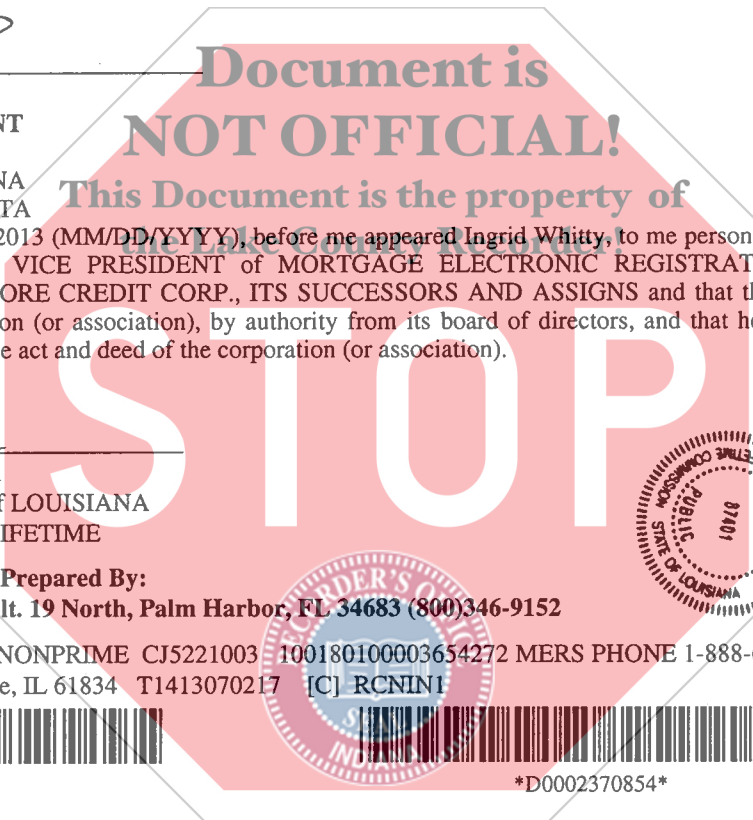 Document is
NT
NOT OFFICIAL!
NA
This Document is the property of
TA
the Lake County Recorder!
2013 (MM/DD/YYYY), before me appeared Ingrid Whitty, to me person
VICE PRESIDENT of MORTGAGE ELECTRONIC REGISTRAT
ORE CREDIT CORP., ITS SUCCESSORS AND ASSIGNS and that th
on (or association), by authority from its board of directors, and that he
e act and deed of the corporation (or association).
STOP
f LOUISIANA
IFETIME
PUBLIC
07401
STATE OF LOUISIANA
Prepared By:
lt. 19 North, Palm Harbor, FL 34683 (800)346-9152
NONPRIME CJ5221003 100180100003654272 MERS PHONE 1-888-6
e, IL 61834 T1413070217 [C] RCNIN1
RECORDER'S OFFICE
SEAL
INDIANA
*D0002370854*